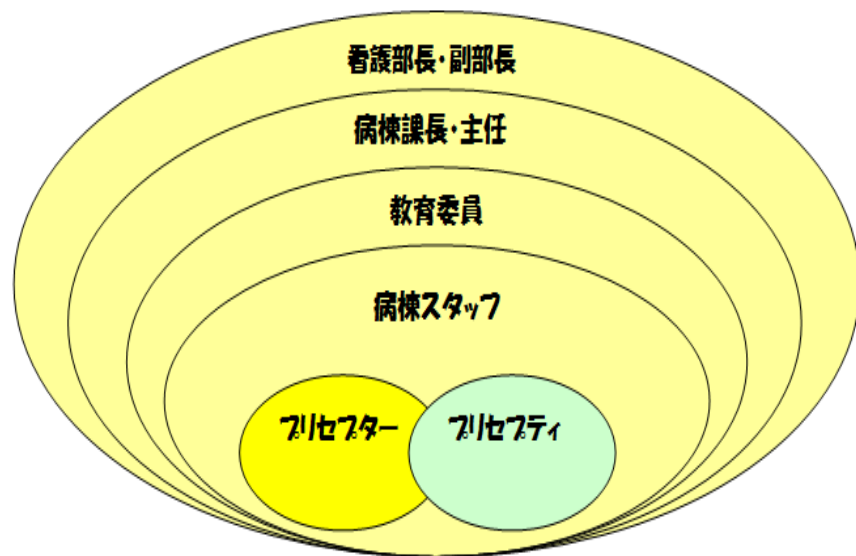 看護部長・副部長
病棟課長・主任
教育委員
病棟スタッフ
プリセプター
プリセプティ